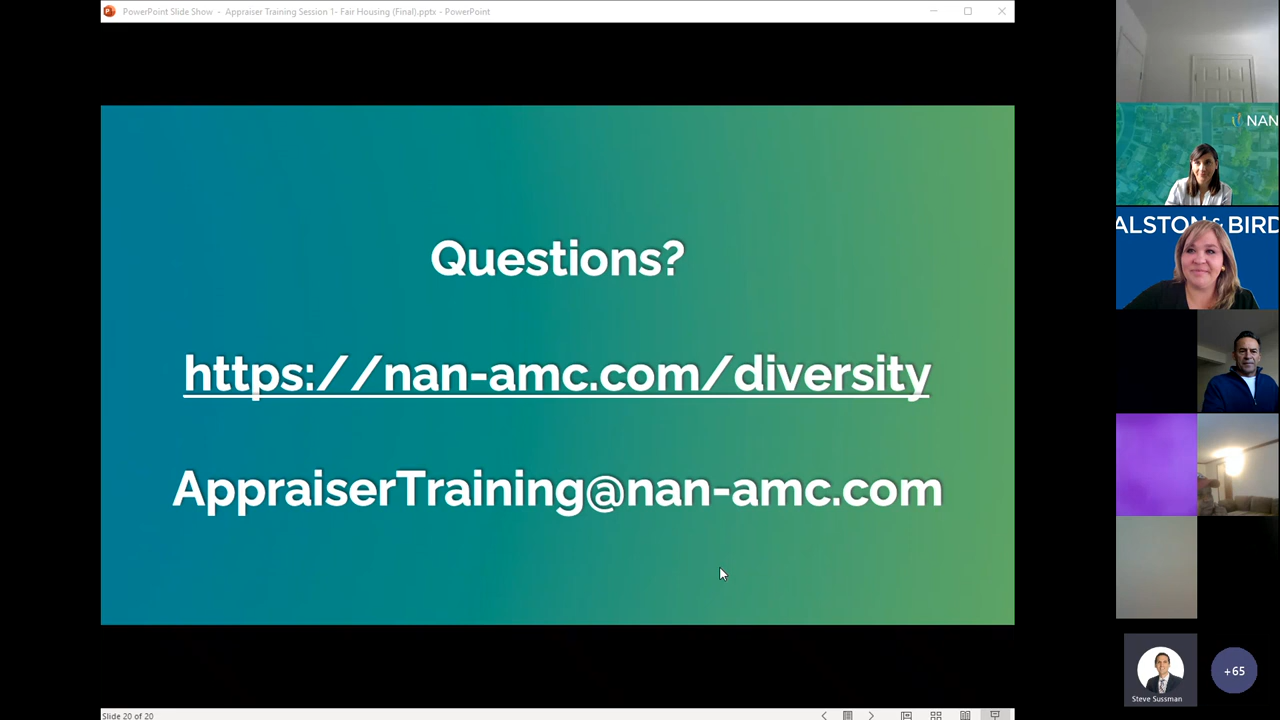 PowerPoint Slide Show - Appraiser Training Session 1- Fair Housing (Final).pptx - PowerPoint
NAN
ALSTON & BIRD
Questions?
https://nan-amc.com/diversity
AppraiserTraining@nan-amc.com
Steve Sussman
+65
Slide 20 of 20